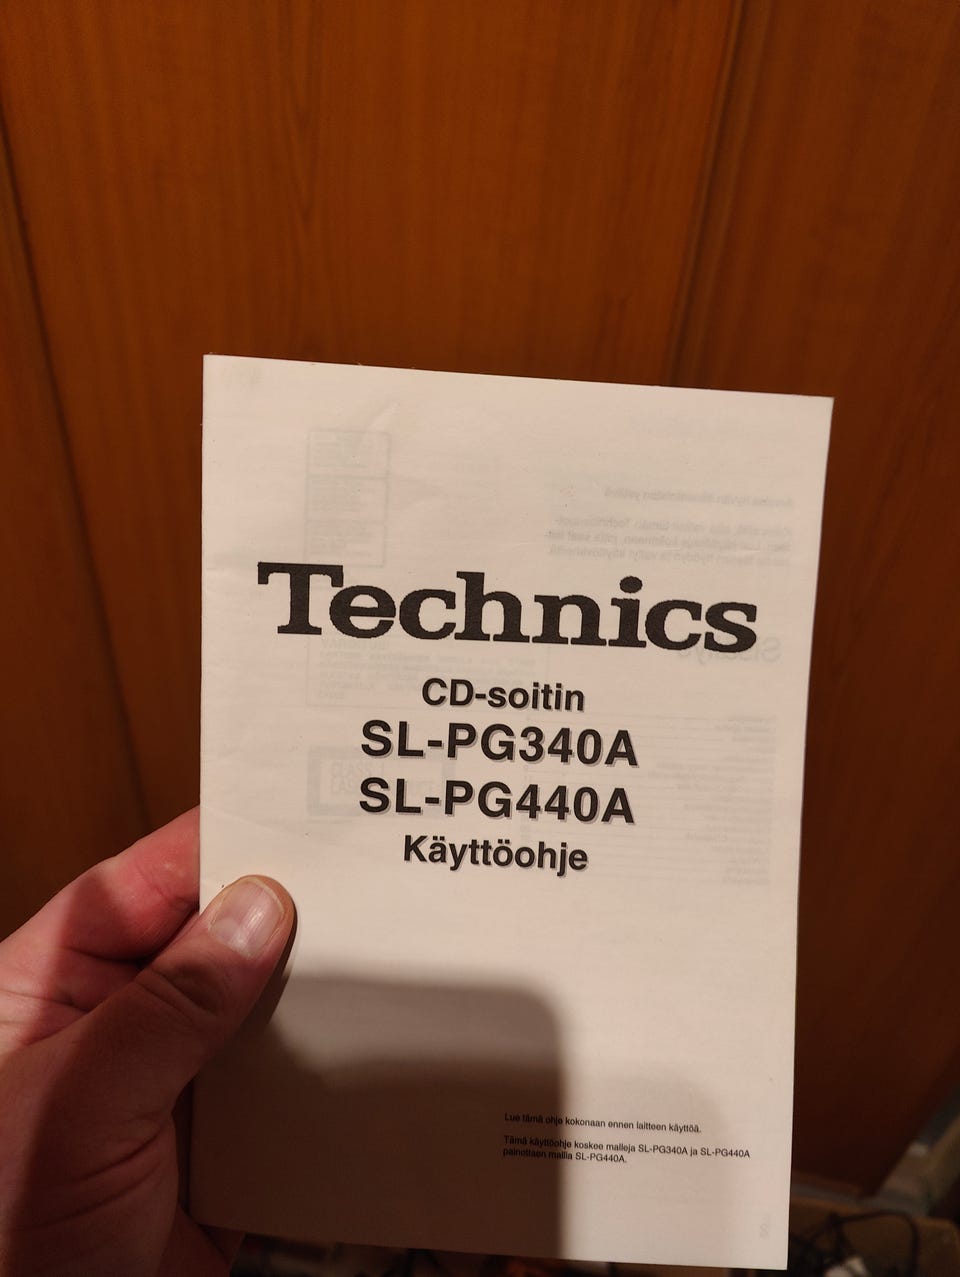 Technics
CD-soitin
SL-PG340A
SL-PG440A
Käyttöohje
Lue tämä ohje kokonaan ennen laitteen käyttöä.
Tämä käyttöohje koskee malleja SL-PG340A ja SL-PG440A
painottaen mallia SL-PG440A.